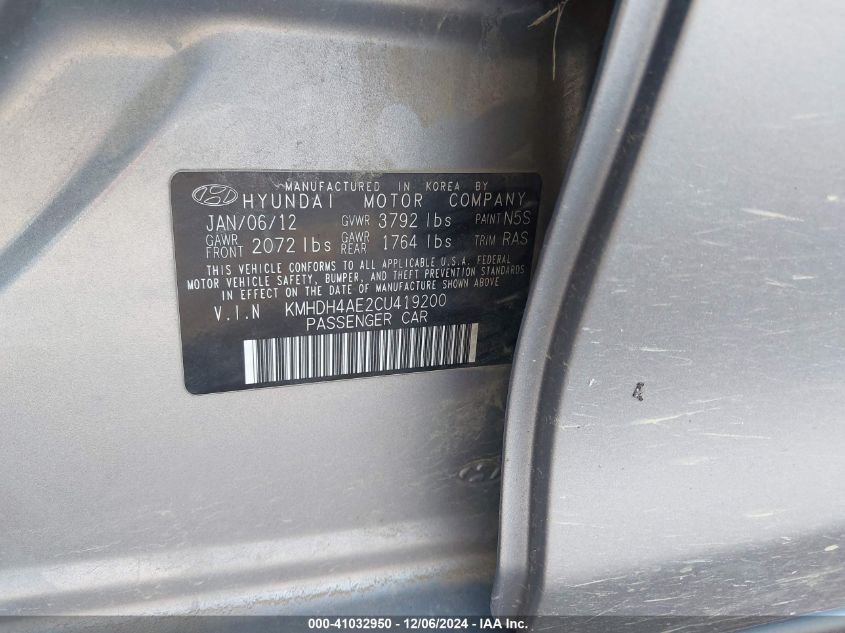 MANUFACTURED IN KOREA BY
HYUNDAI MOTOR COMPANY
JAN/06/12 GVWR 3792 lbs PAINT N5S
GAWR FRONT 2072 lbs GAWR REAR 1764 lbs TRIM RAS
THIS VEHICLE CONFORMS TO ALL APPLICABLE U.S.A. FEDERAL
MOTOR VEHICLE SAFETY, BUMPER, AND THEFT PREVENTION STANDARDS
IN EFFECT ON THE DATE OF MANUFACTURE SHOWN ABOVE
V.I.N KMHDH4AE2CU419200
PASSENGER CAR
000-41032950 - 12/06/2024 - IAA Inc.